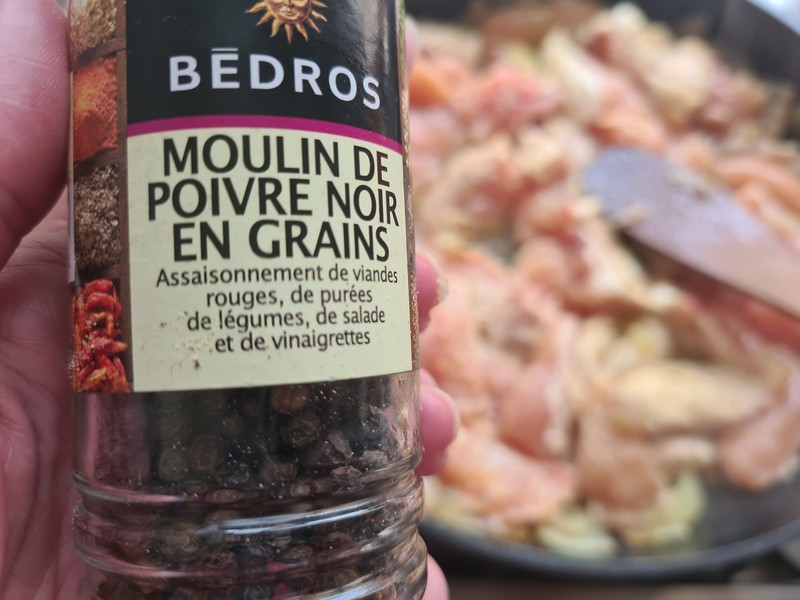 BĒDROS
MOULIN DE
POIVRE NOIR
EN GRAINS
Assaisonnement de viandes
rouges, de purées
de légumes, de salade
et de vinaigrettes